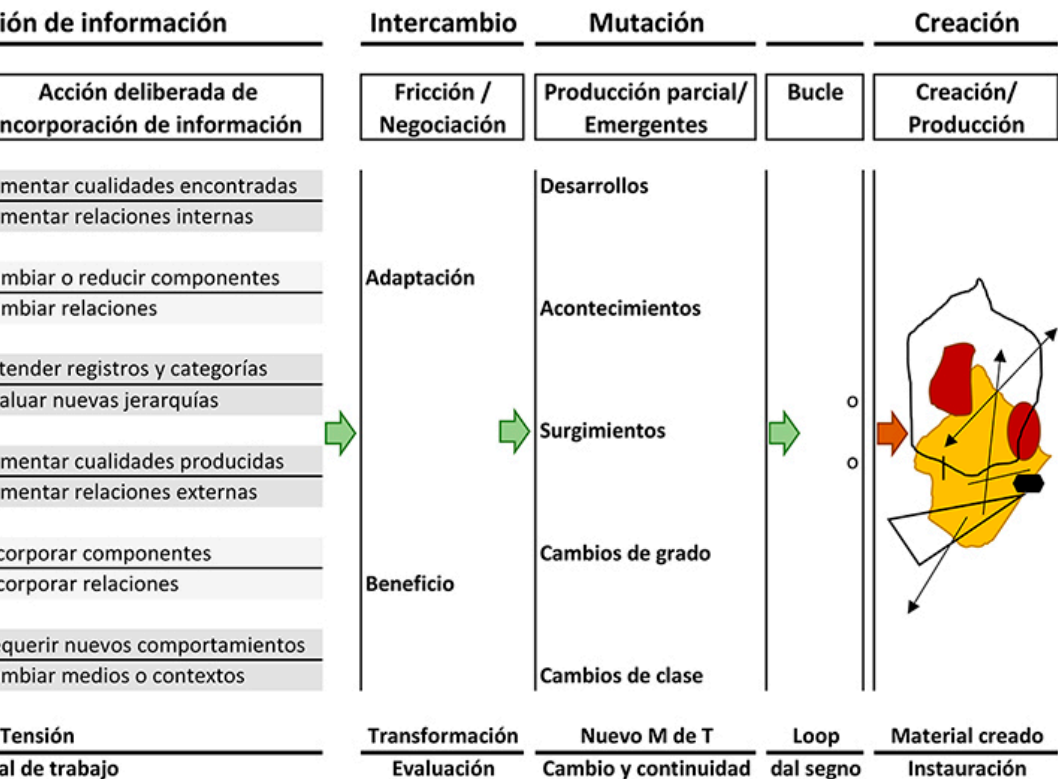 ión de información
Intercambio
Mutación
Creación
Acción deliberada de
ncorporación de información
Fricción /
Negociación
Producción parcial/
Emergentes
Bucle
Creación/
Producción
mentar cualidades encontradas
mentar relaciones internas
mbiar o reducir componentes
mbiar relaciones
tender registros y categorías
aluar nuevas jerarquías
mentar cualidades producidas
mentar relaciones externas
corporar componentes
corporar relaciones
equerir nuevos comportamientos
mbiar medios o contextos
Adaptación
Beneficio
Desarrollos
Acontecimientos
Surgimientos
Cambios de grado
Cambios de clase
o
o
Tensión
al de trabajo
Transformación
Evaluación
Nuevo M de T
Cambio y continuidad
Loop
dal segno
Material creado
Instauración